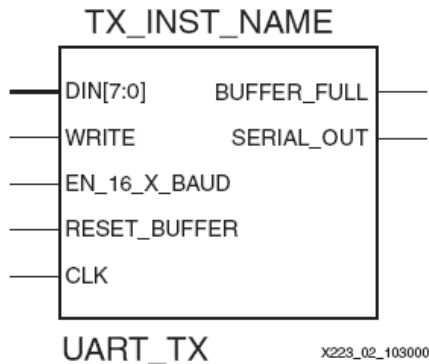 TX_INST_NAME
DIN[7:0] BUFFER_FULL
WRITE SERIAL_OUT
EN_16_X_BAUD
RESET_BUFFER
CLK
UART_TX X223_02_103000